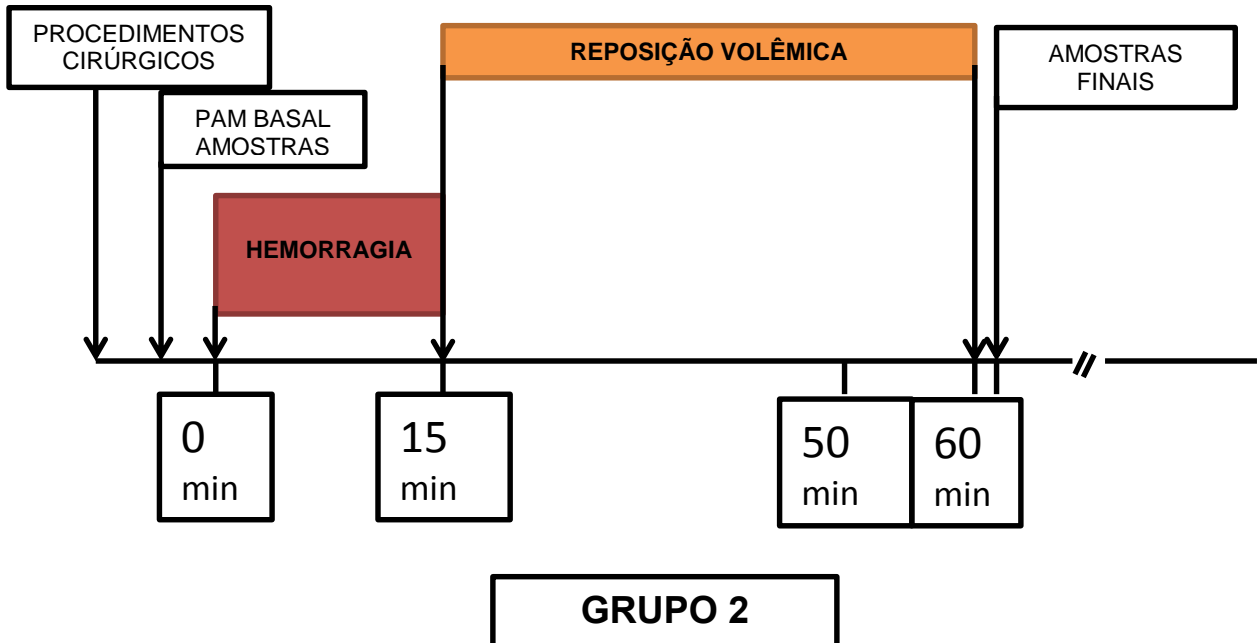 PROCEDIMENTOS
CIRÚRGICOS
PAM BASAL
AMOSTRAS
HEMORRAGIA
REPOSIÇÃO VOLÊMICA
AMOSTRAS
FINAIS
0
min
15
min
50
min
60
min
GRUPO 2